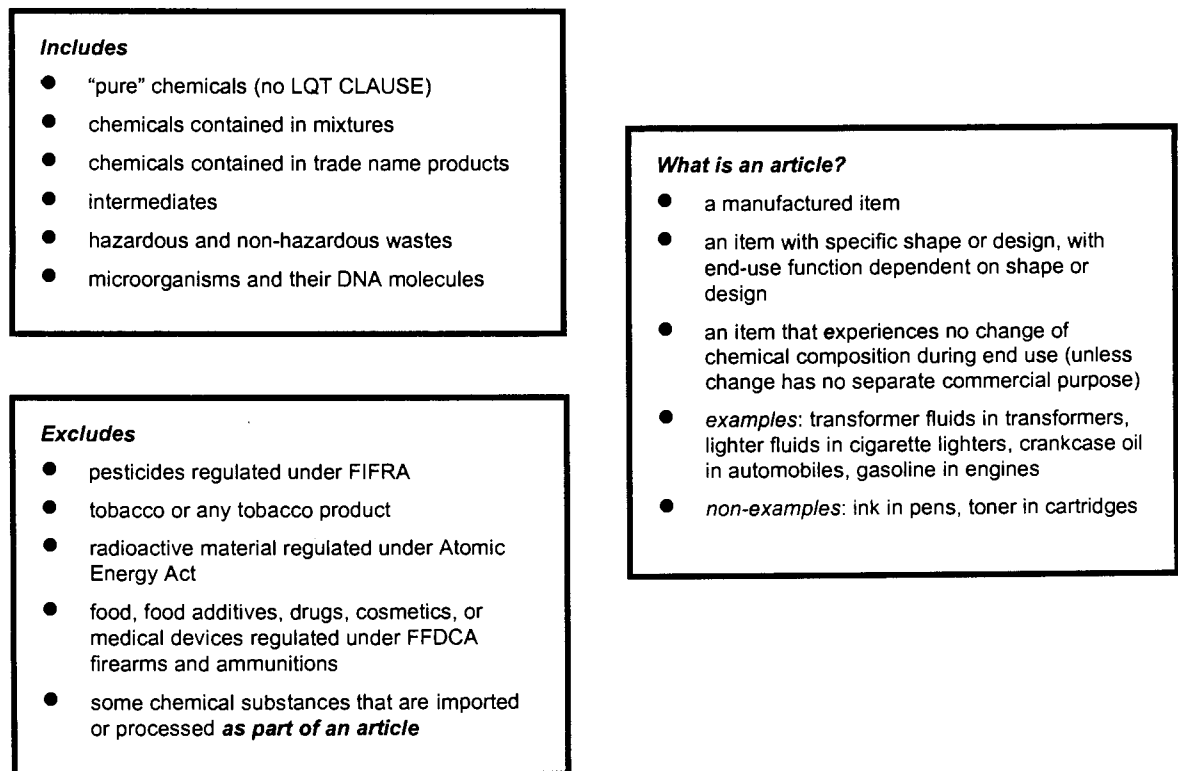 Includes
● "pure" chemicals (no LQT CLAUSE)
● chemicals contained in mixtures
● chemicals contained in trade name products
● intermediates
● hazardous and non-hazardous wastes
● microorganisms and their DNA molecules
Excludes
● pesticides regulated under FIFRA
● tobacco or any tobacco product
● radioactive material regulated under Atomic
Energy Act
● food, food additives, drugs, cosmetics, or
medical devices regulated under FFDCA
firearms and ammunitions
● some chemical substances that are imported
or processed as part of an article
What is an article?
● a manufactured item
● an item with specific shape or design, with
end-use function dependent on shape or
design
● an item that experiences no change of
chemical composition during end use (unless
change has no separate commercial purpose)
● examples: transformer fluids in transformers,
lighter fluids in cigarette lighters, crankcase oil
in automobiles, gasoline in engines
● non-examples: ink in pens, toner in cartridges